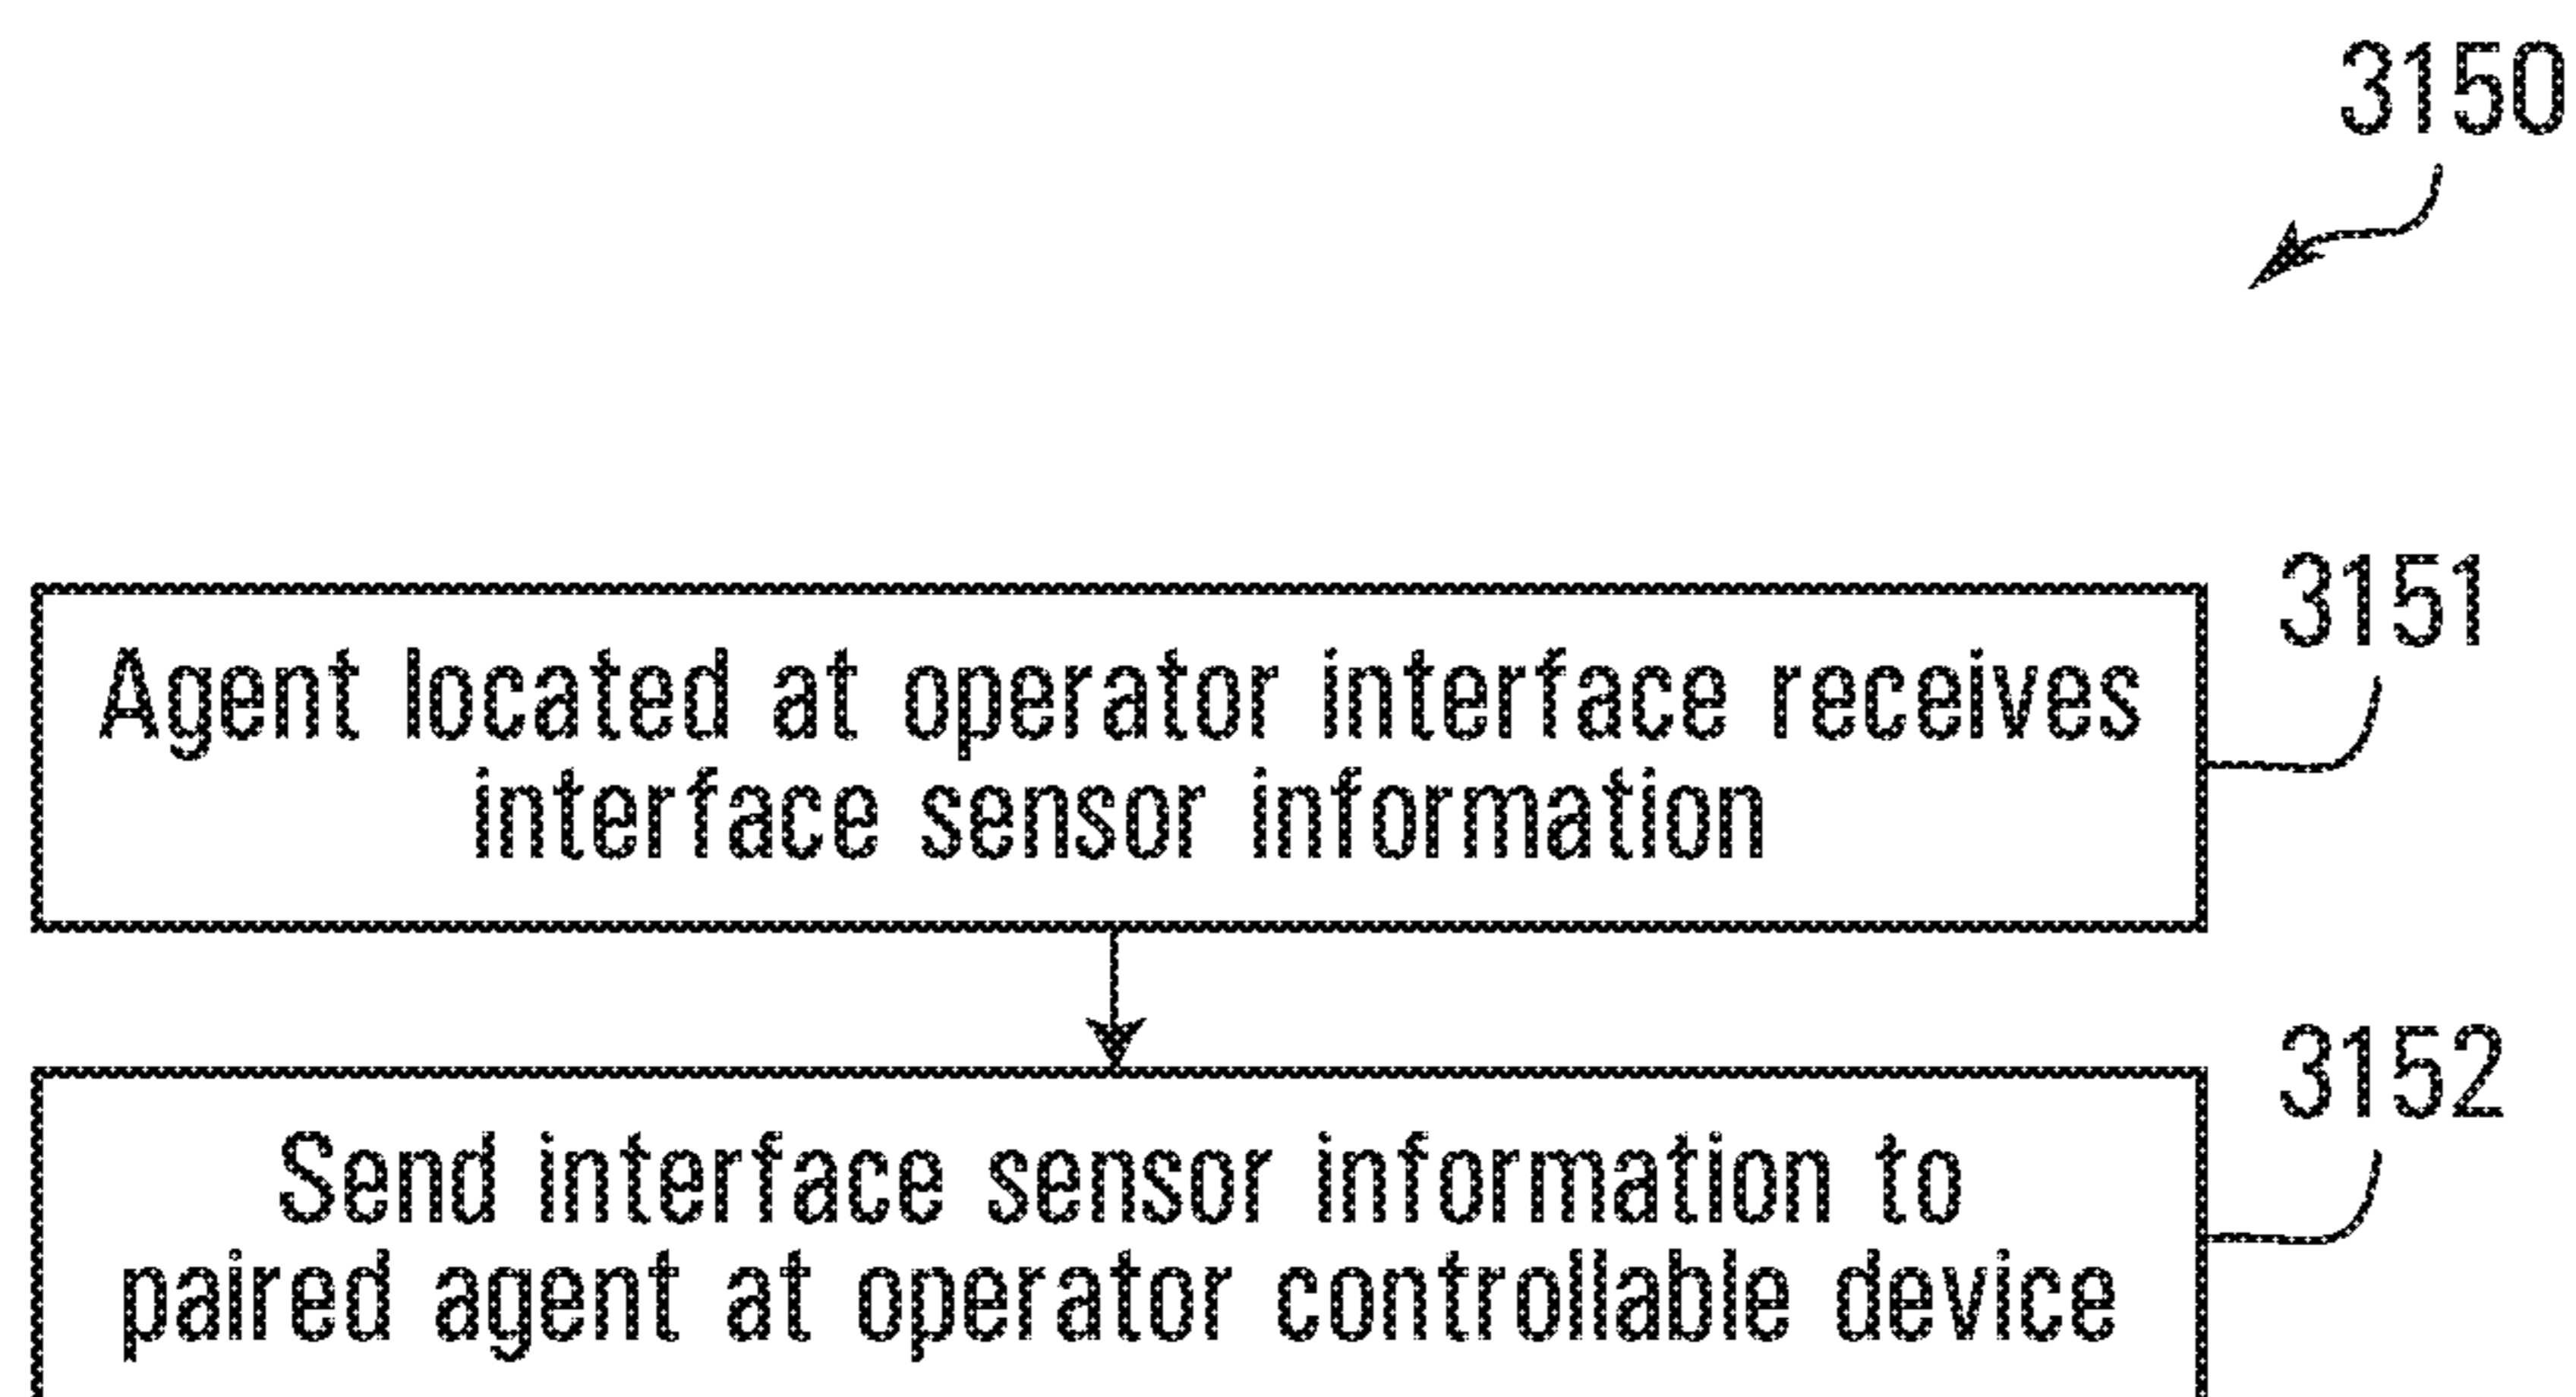 3150
3151
Agent located at operator interface receives
interface sensor information
3152
Send interface sensor information to
paired agent at operator controllable device